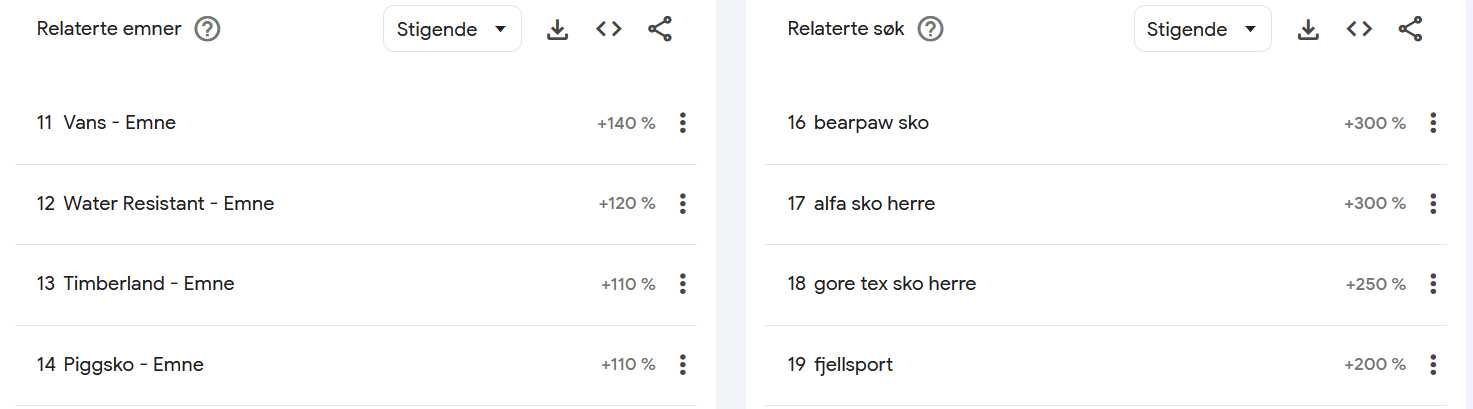 Relaterte emner
Stigende
11 Vans - Emne +140 %
12 Water Resistant - Emne +120 %
13 Timberland - Emne +110 %
14 Piggsko - Emne +110 %
Relaterte søk
Stigende
16 bearpaw sko +300 %
17 alfa sko herre +300 %
18 gore tex sko herre +250 %
19 fjellsport +200 %